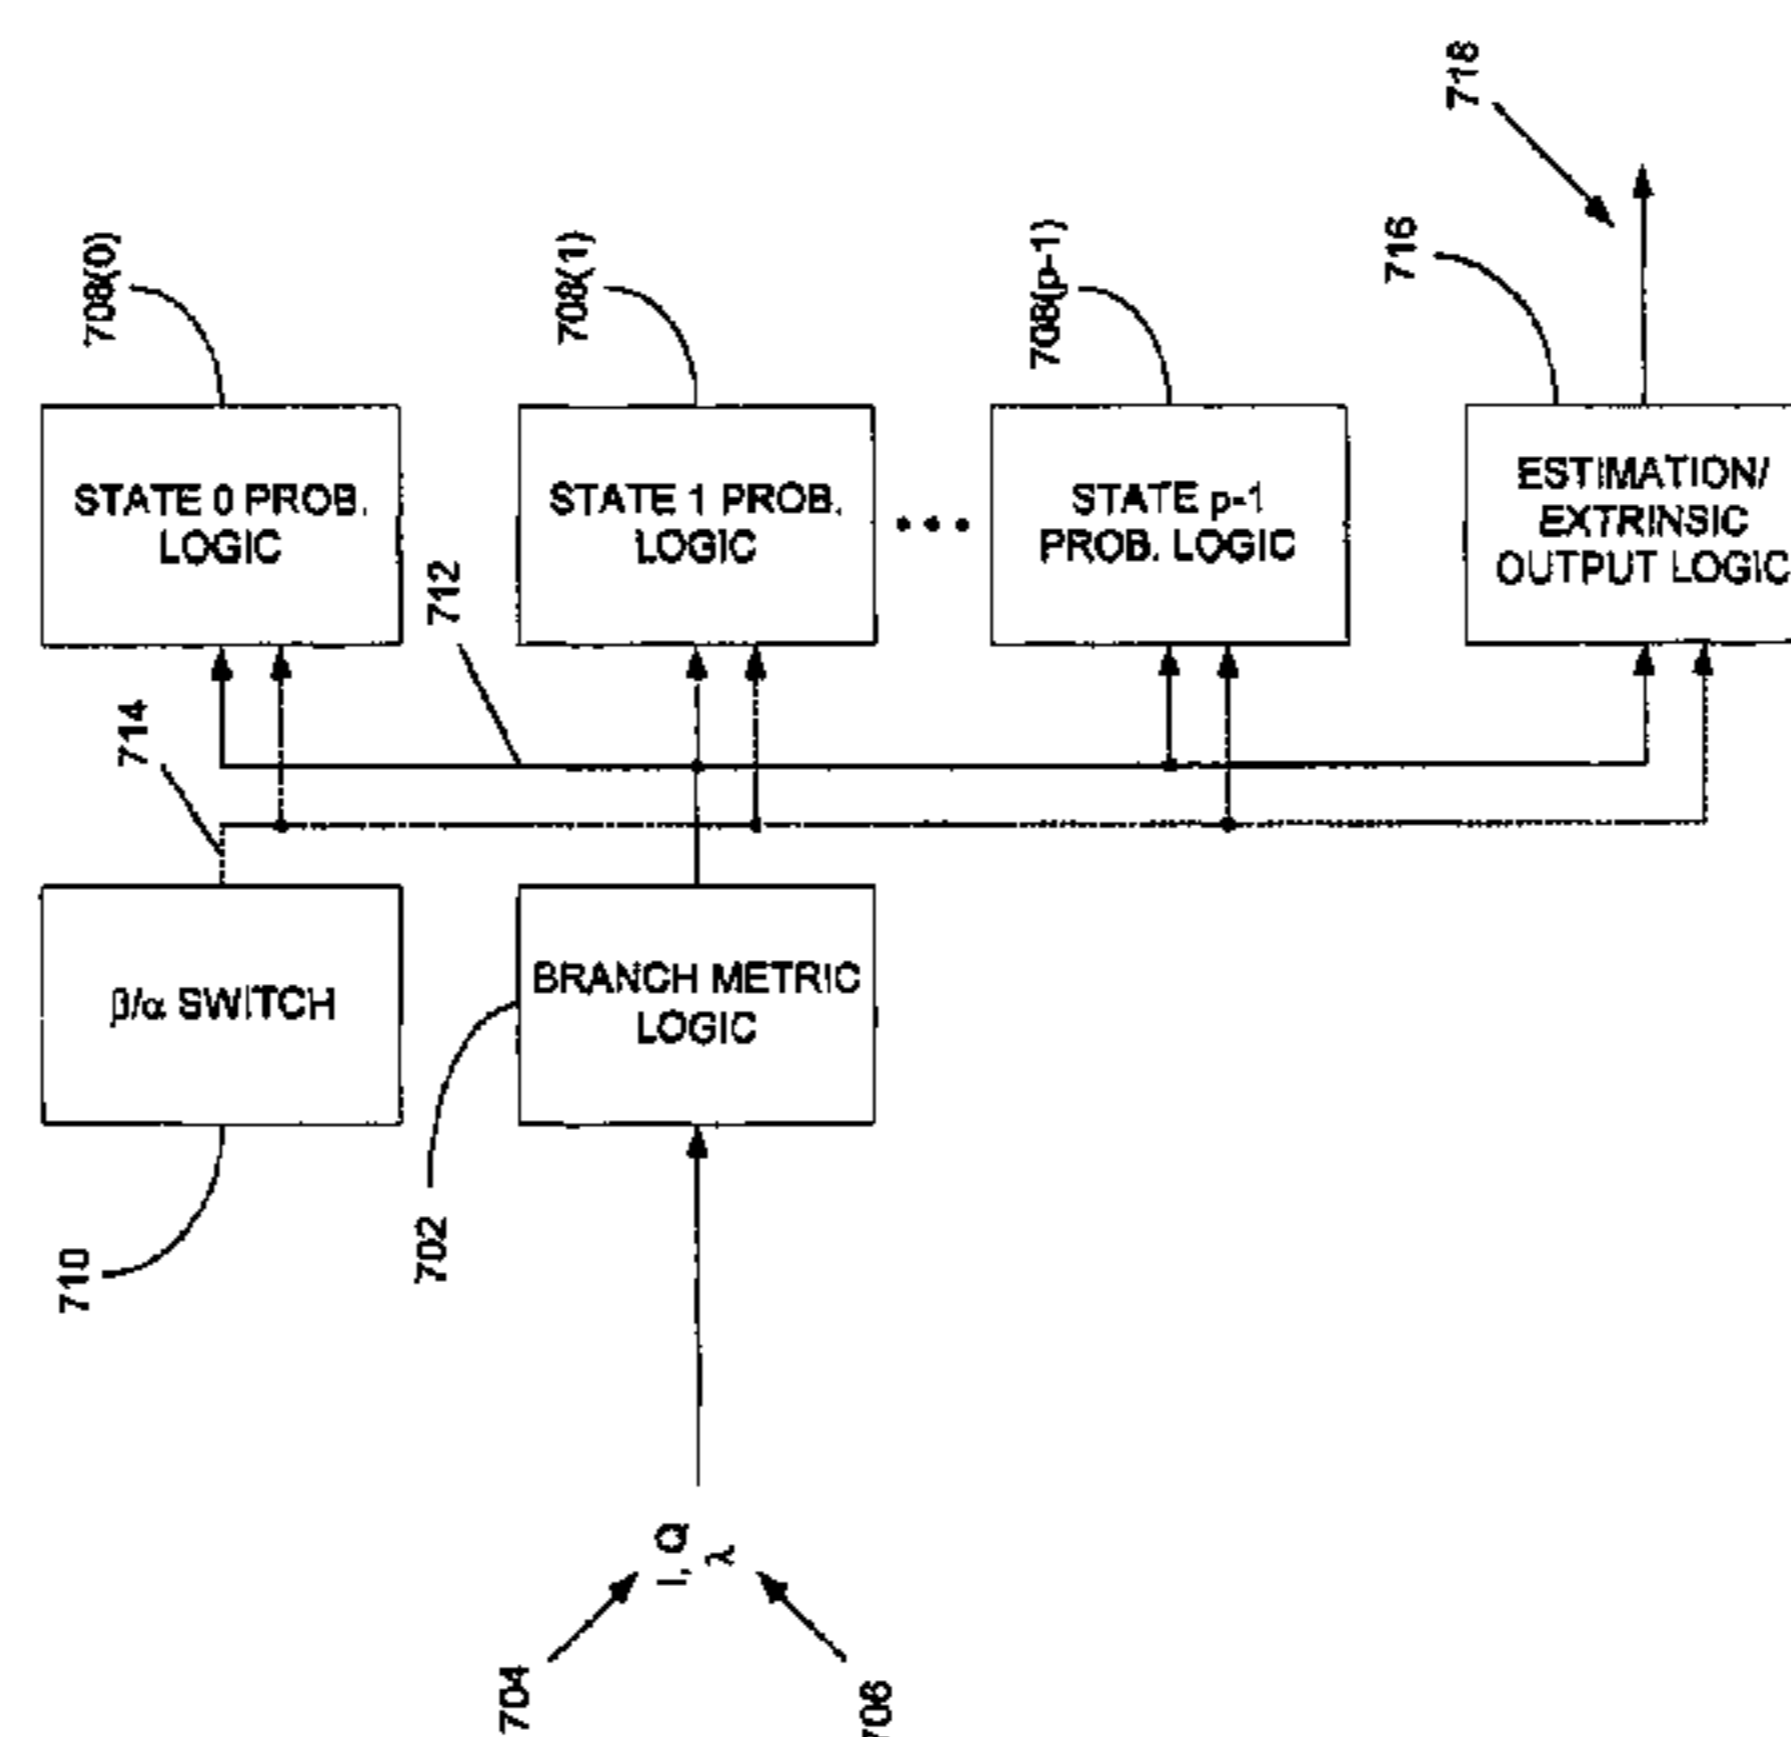 718
716
708(0)
708(1)
708(p-1)
STATE 0 PROB.
LOGIC
STATE 1 PROB.
LOGIC
•••
STATE p-1
PROB. LOGIC
ESTIMATION/
EXTRINSIC
OUTPUT LOGIC
712
714
β/α SWITCH
BRANCH METRIC
LOGIC
710
702
I, Q
λ
704
706